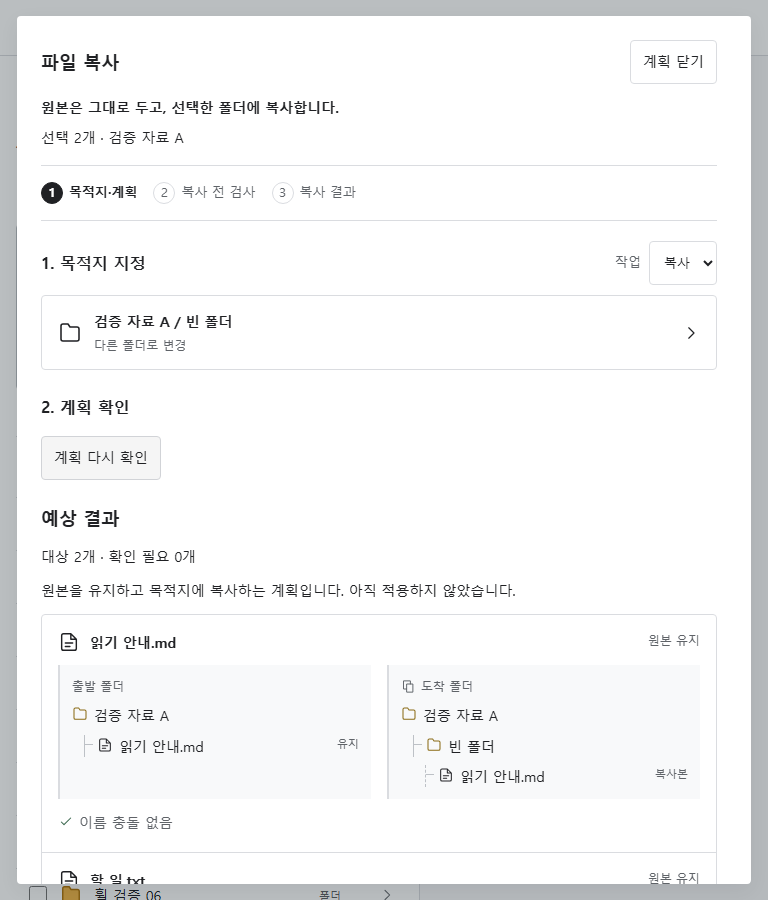 파일 복사
계획 닫기
원본은 그대로 두고, 선택한 폴더에 복사합니다.
선택 2개 · 검증 자료 A
1 목적지·계획 2 복사 전 검사 3 복사 결과
1. 목적지 지정
작업 복사
검증 자료 A / 빈 폴더
다른 폴더로 변경
2. 계획 확인
계획 다시 확인
예상 결과
대상 2개 · 확인 필요 0개
원본을 유지하고 목적지에 복사하는 계획입니다. 아직 적용하지 않았습니다.
읽기 안내.md 원본 유지
출발 폴더
검증 자료 A
읽기 안내.md 유지
도착 폴더
검증 자료 A
빈 폴더
읽기 안내.md 복사본
이름 충돌 없음
할 일.txt 원본 유지
휠 검증 06 폴더